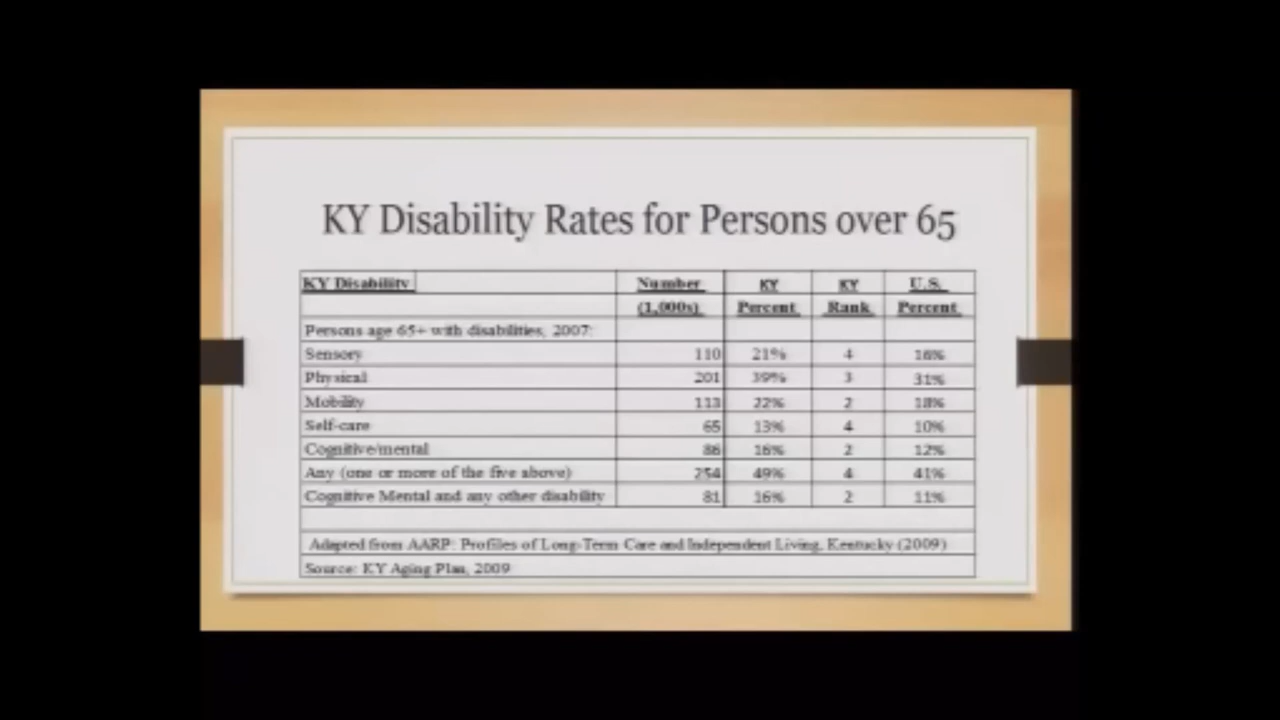 KY Disability Rates for Persons over 65
KY Disability Number KY KY U.S.
(1,000s) Percent Rank Percent
Persons age 65+ with disabilities, 2007:
Sensory 110 21% 4 16%
Physical 201 39% 3 31%
Mobility 113 22% 2 18%
Self-care 65 13% 4 10%
Cognitive/mental 86 16% 2 12%
Any (one or more of the five above) 254 49% 4 41%
Cognitive Mental and any other disability 81 16% 2 11%
Adapted from AARP: Profiles of Long-Term Care and Independent Living, Kentucky (2009)
Source: KY Aging Plan, 2009